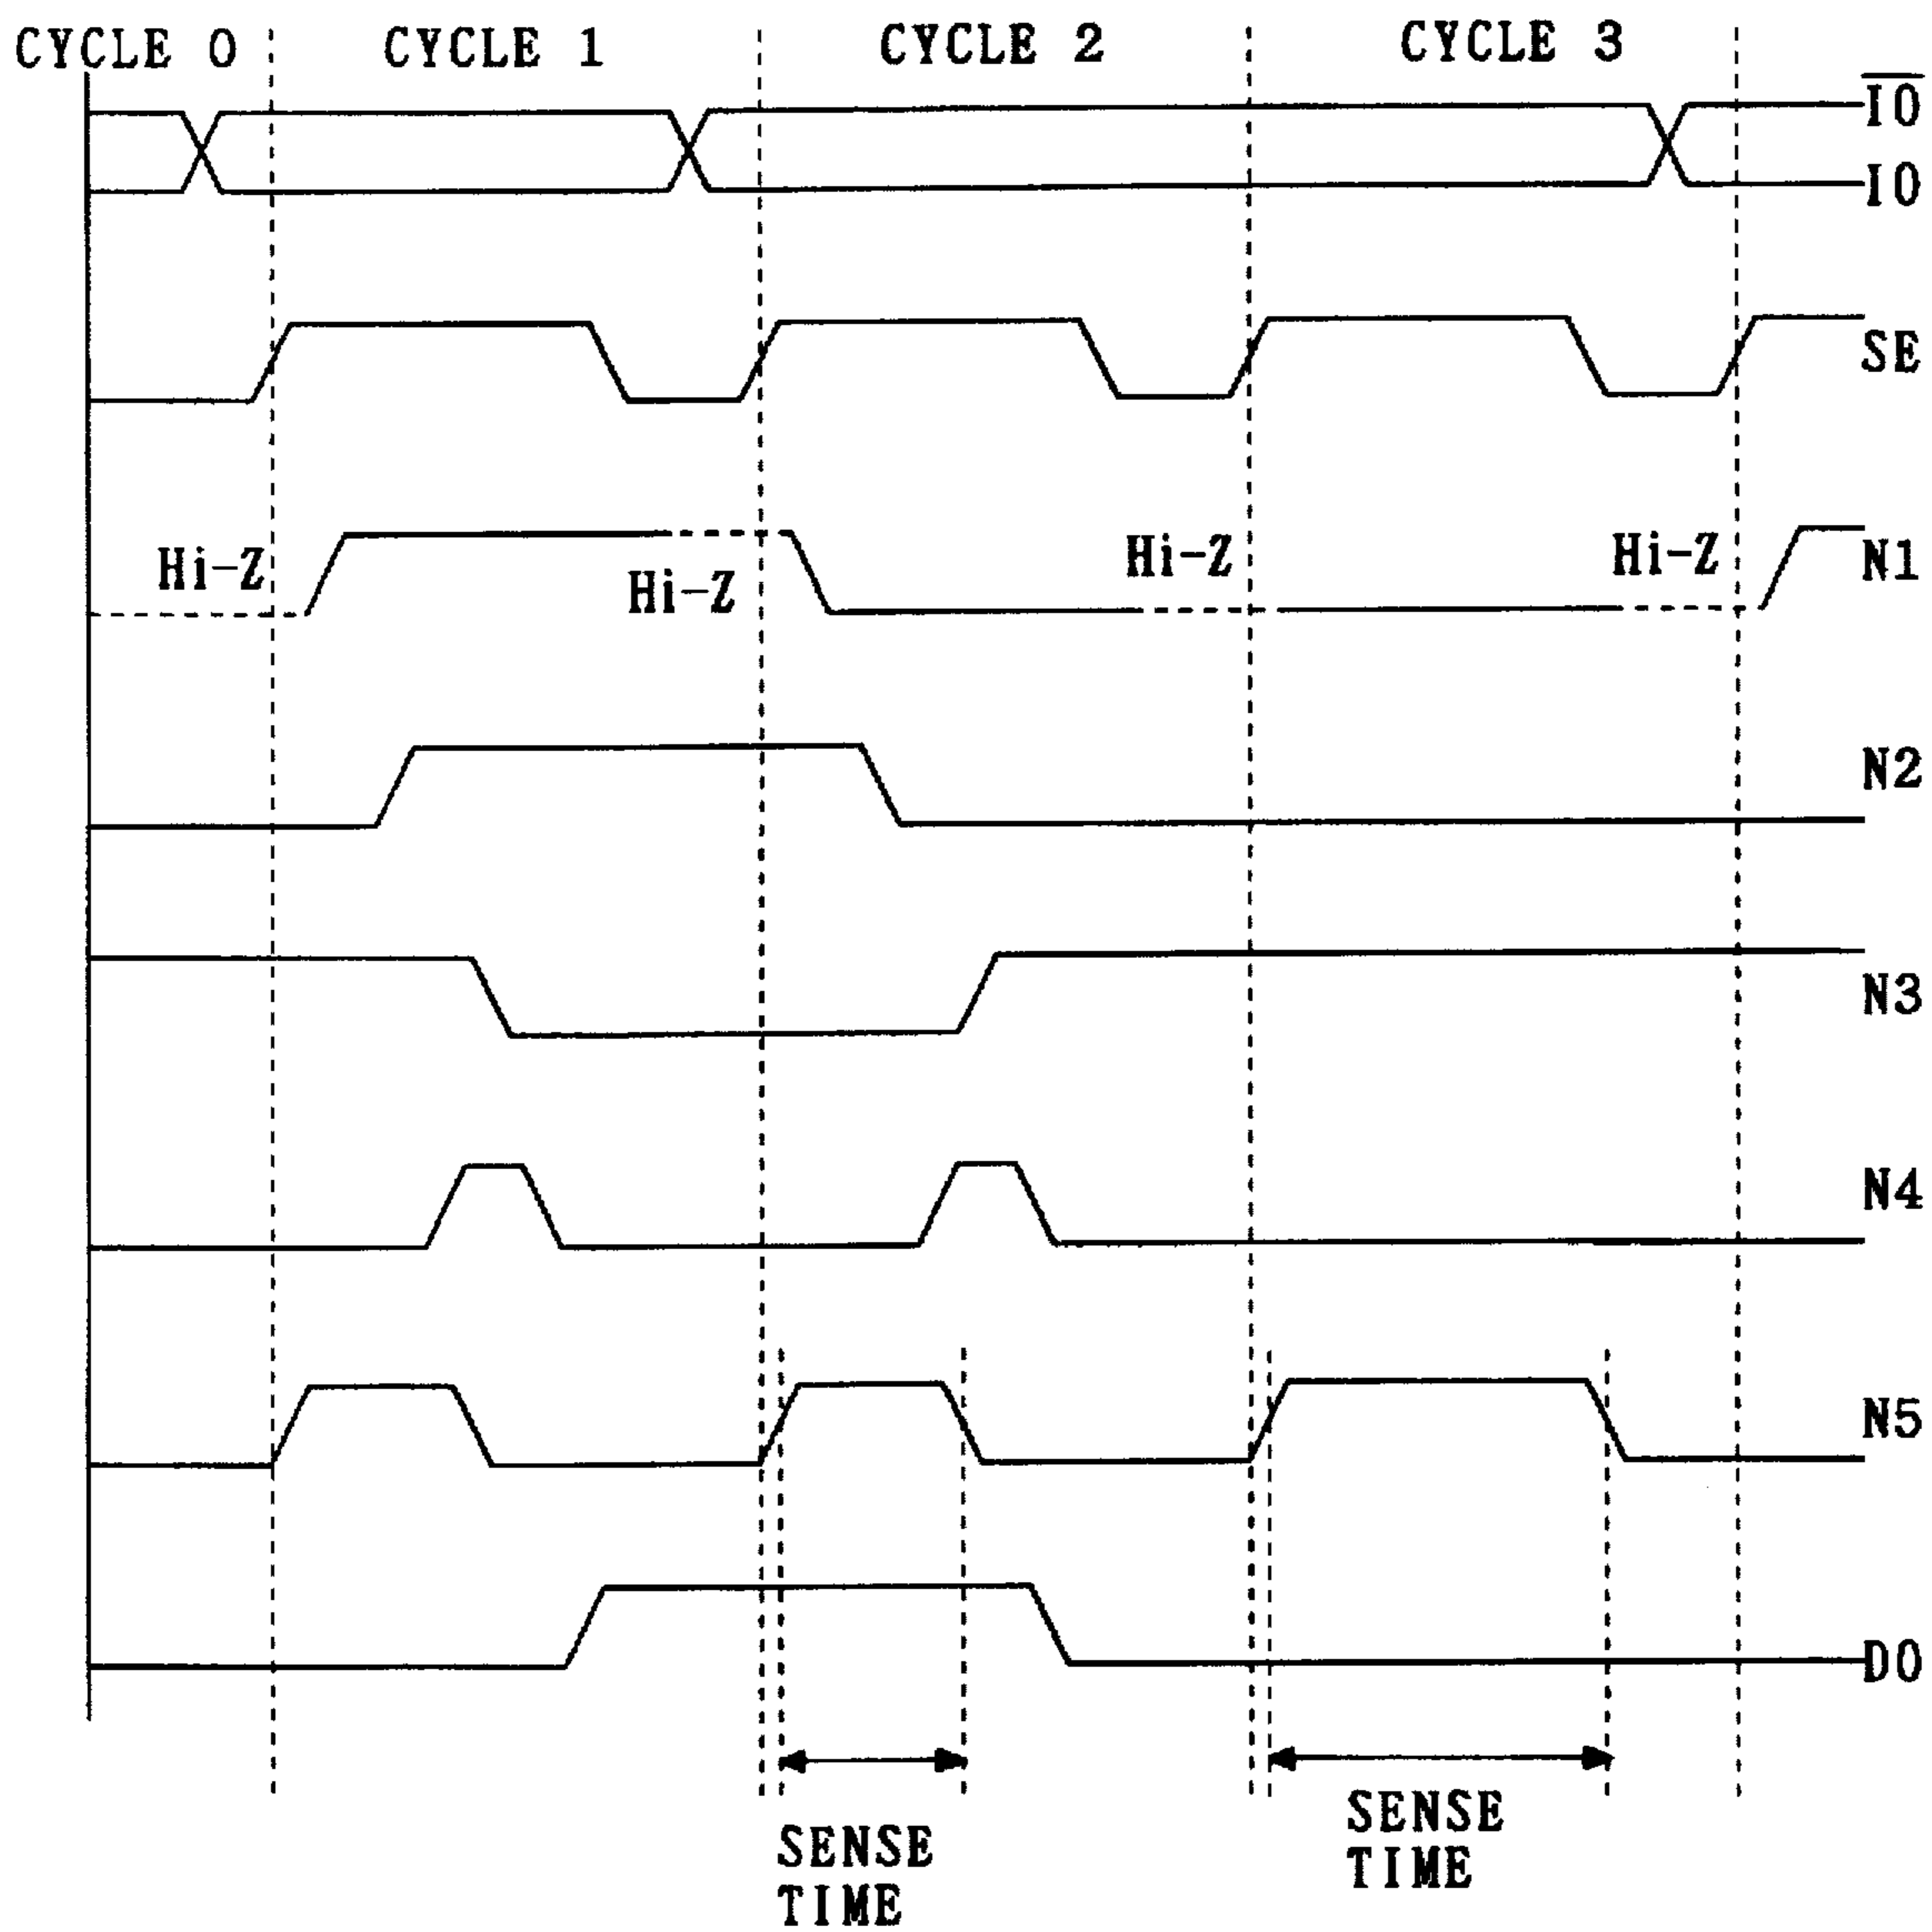 CYCLE 0 CYCLE 1 CYCLE 2 CYCLE 3
I̅O̅
IO
SE
Hi-Z Hi-Z Hi-Z Hi-Z N1
N2
N3
N4
N5
DO
SENSE
TIME
SENSE
TIME